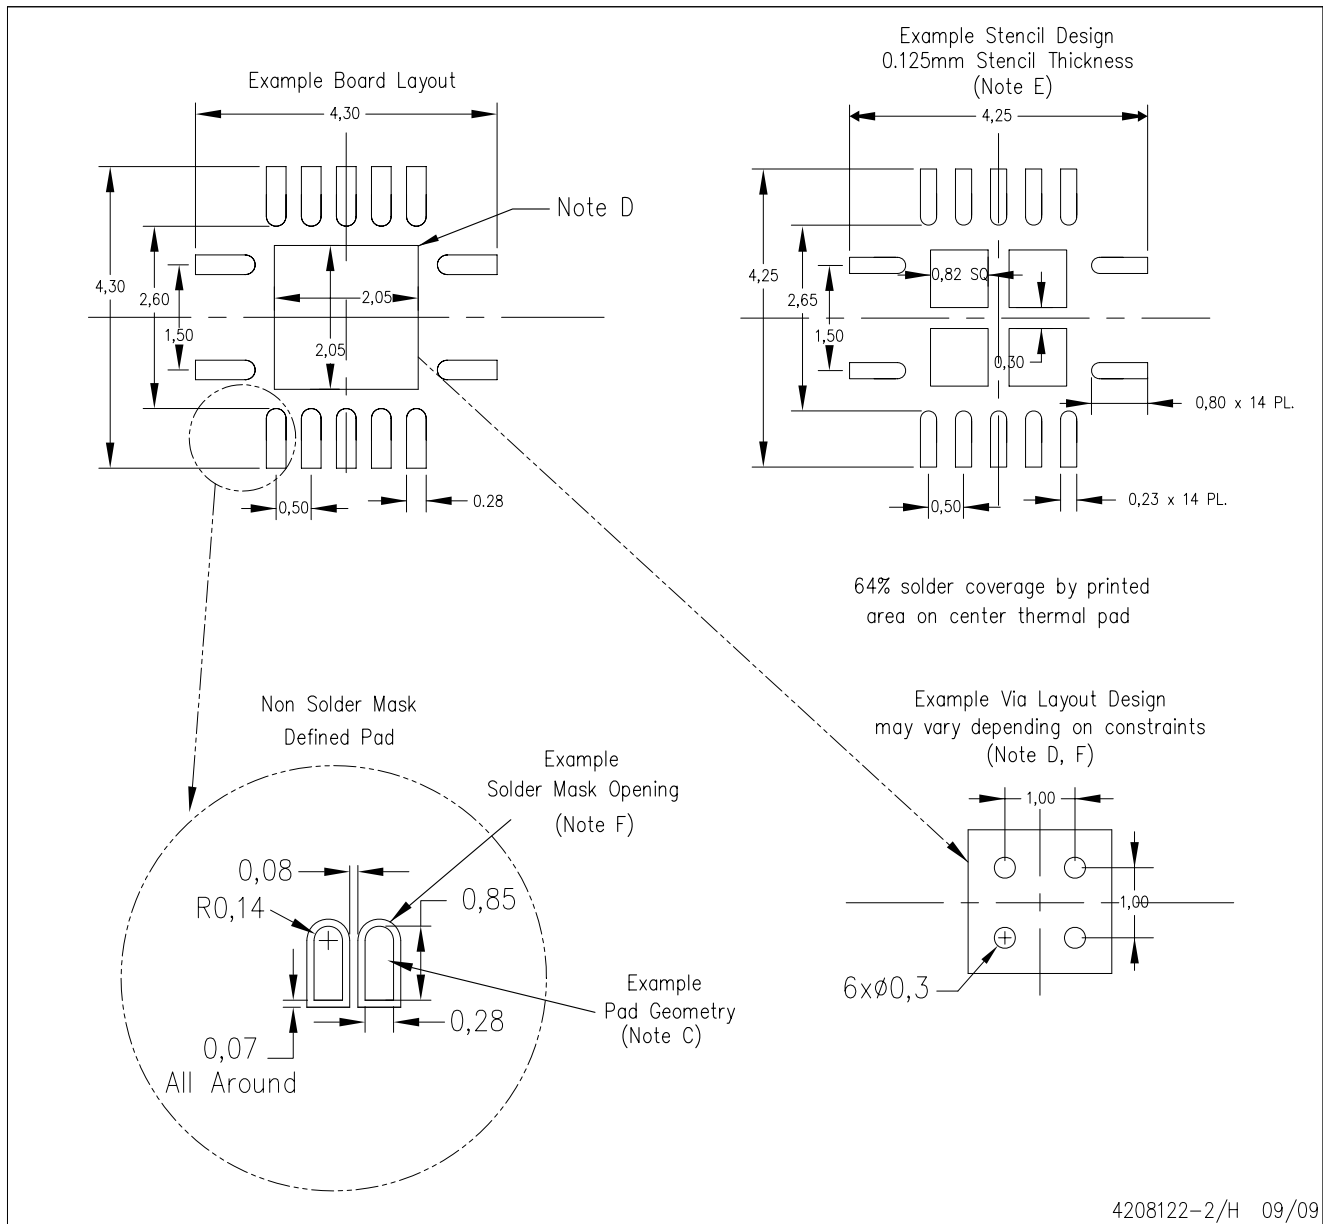 Example Board Layout
4,30
4,30
2,60
1,50
2,05
2,05
Note D
0,50
0.28
Example Stencil Design
0.125mm Stencil Thickness
(Note E)
4,25
4,25
2,65
1,50
0,82 SQ
0,30
0,80 x 14 PL.
0,50
0,23 x 14 PL.
64% solder coverage by printed
area on center thermal pad
Non Solder Mask
Defined Pad
Example
Solder Mask Opening
(Note F)
0,08
R0,14
0,85
0,28
0,07
All Around
Example
Pad Geometry
(Note C)
Example Via Layout Design
may vary depending on constraints
(Note D, F)
1,00
1,00
6xø0,3
4208122-2/H 09/09